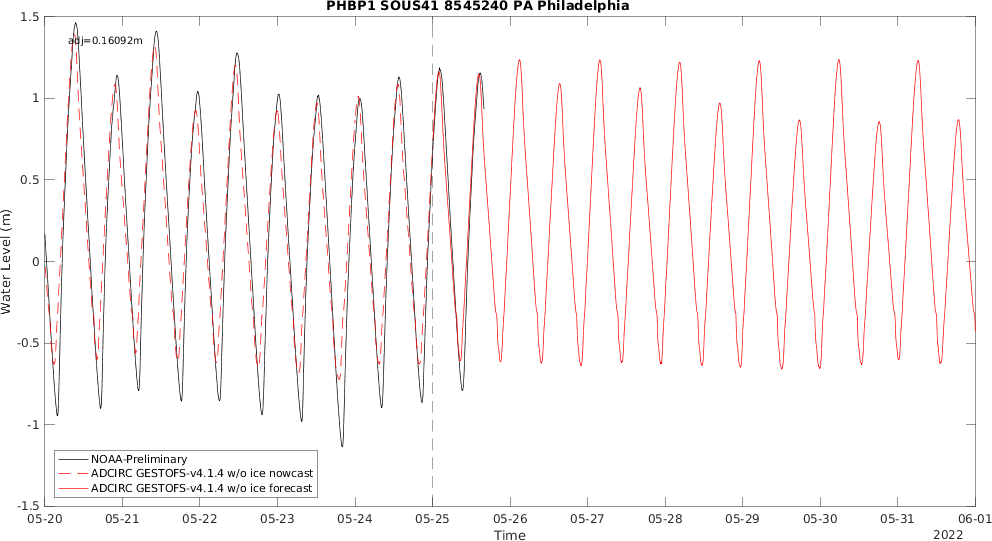 PHBP1 SOUS41 8545240 PA Philadelphia
adj=0.16092m
1.5
1
0.5
0
-0.5
-1
-1.5
Water Level (m)
NOAA-Preliminary
ADCIRC GESTOFS-v4.1.4 w/o ice nowcast
ADCIRC GESTOFS-v4.1.4 w/o ice forecast
05-20 05-21 05-22 05-23 05-24 05-25 05-26 05-27 05-28 05-29 05-30 05-31 06-01
Time
2022